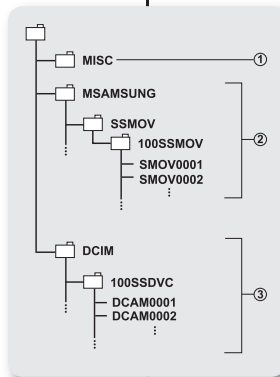 MISC ①
MSAMSUNG
SSMOV
②
100SSMOV
SMOV0001
SMOV0002
DCIM
100SSDVC
③
DCAM0001
DCAM0002